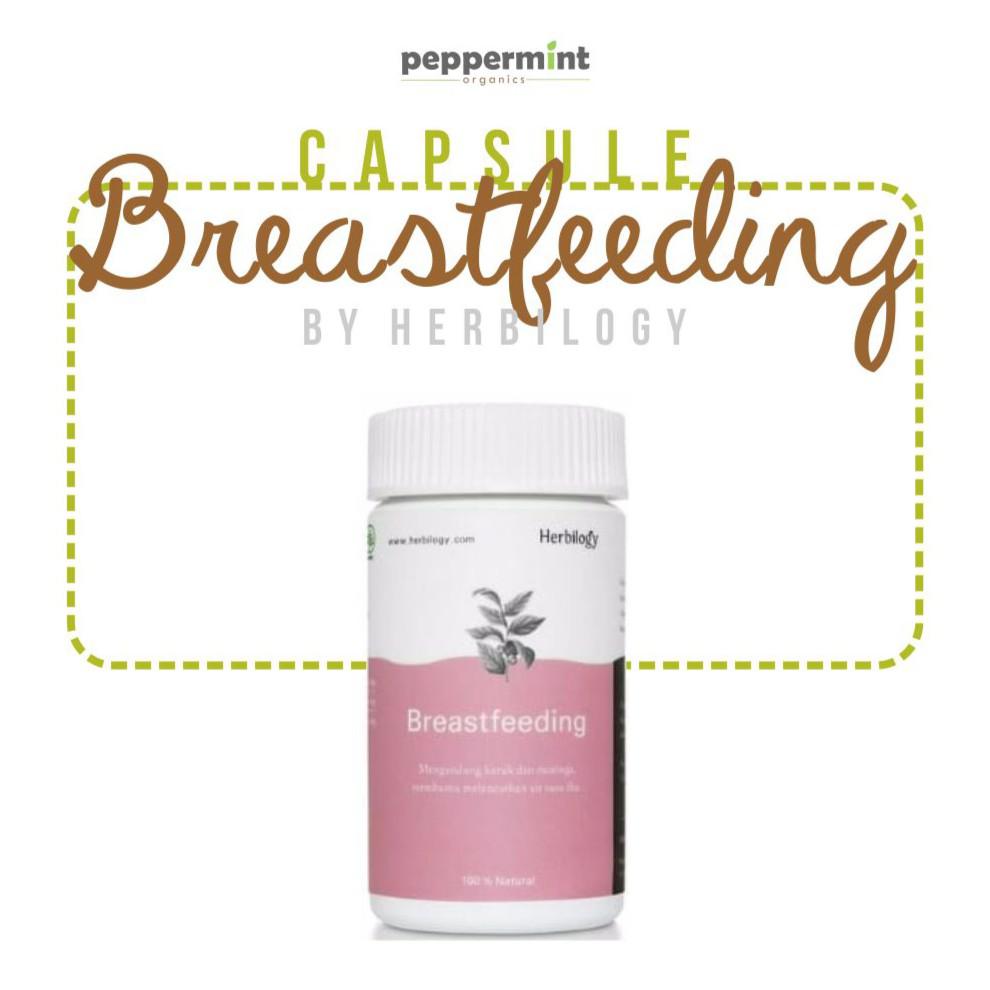 peppermint
organics
CAPSULE
Breastfeeding
BY HERBILOGY
www.herbilogy.com
Herbilogy
Breastfeeding
Mengandung katuk dan moringa,
membantu melancarkan air susu ibu
100 % Natural